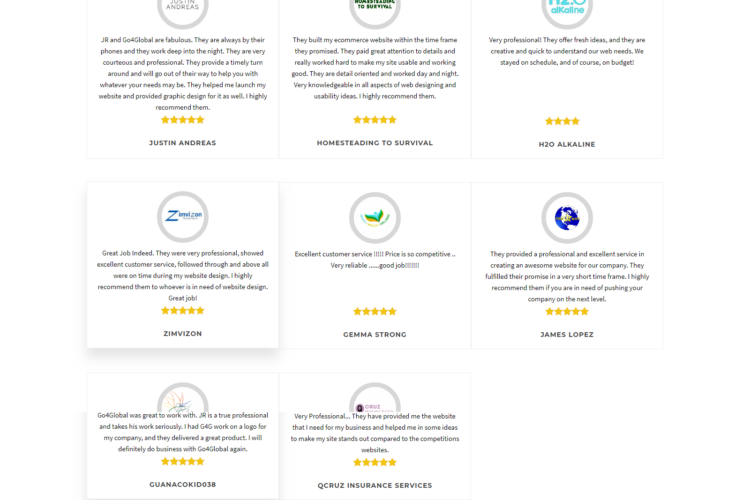 JUSTIN
ANDREAS
JR and Go4Global are fabulous. They are always by their
phones and they work deep into the night. They are very
courteous and professional. They provide a timely turn
around and will go out of their way to help you with
whatever your needs may be. They helped me launch my
website and provided graphic design for it as well. I highly
recommend them.
JUSTIN ANDREAS
HOMESTEADING
TO SURVIVAL
They built my ecommerce website within the time frame
they promised. They paid great attention to details and
really worked hard to make my site usable and working
good. They are detail oriented and worked day and night.
Very knowledgeable in all aspects of web designing and
usability ideas. I highly recommend them.
HOMESTEADING TO SURVIVAL
H2O
alKaline
Very professional! They offer fresh ideas, and they are
creative and quick to understand our web needs. We
stayed on schedule, and of course, on budget!
H2O ALKALINE
Zimvizon
Great Job Indeed. They were very professional, showed
excellent customer service, followed through and above all
were on time during my website design. I highly
recommend them to whoever is in need of website design.
Great job!
ZIMVIZON
Excellent customer service !!!!! Price is so competitive ..
Very reliable ......good job!!!!!!!
GEMMA STRONG
They provided a professional and excellent service in
creating an awesome website for our company. They
fulfilled their promise in a very short time frame. I highly
recommend them if you are in need of pushing your
company on the next level.
JAMES LOPEZ
Go4Global was great to work with. JR is a true professional
and takes his work seriously. I had G4G work on a logo for
my company, and they delivered a great product. I will
definitely do business with Go4Global again.
GUANACOKID038
QCRUZ
Very Professional... They have provided me the website
that I need for my business and helped me in some ideas
to make my site stands out compared to the competitions
websites.
QCRUZ INSURANCE SERVICES